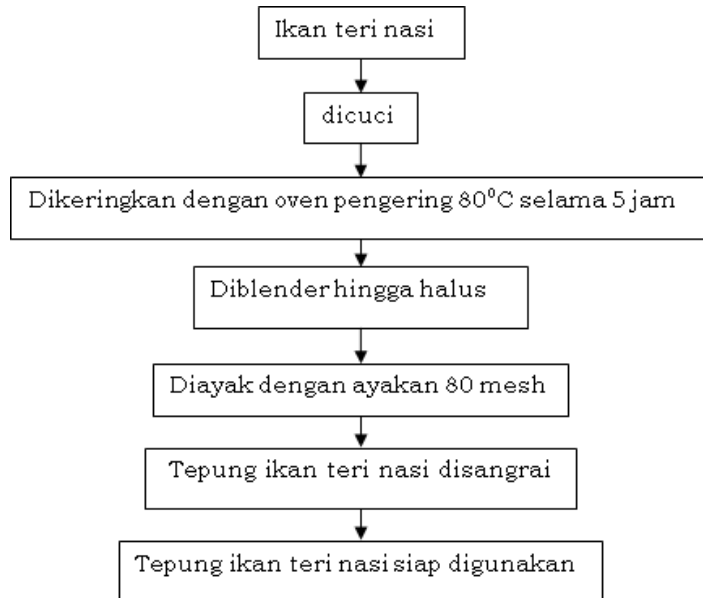 Ikan teri nasi
dicuci
Dikeringkan dengan oven pengering 80⁰C selama 5 jam
Diblender hingga halus
Diayak dengan ayakan 80 mesh
Tepung ikan teri nasi disangrai
Tepung ikan teri nasi siap digunakan